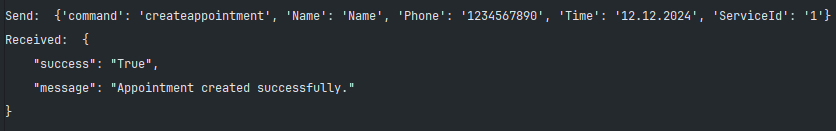 Send:  {'command': 'createappointment', 'Name': 'Name', 'Phone': '1234567890', 'Time': '12.12.2024', 'ServiceId': '1'}
Received:  {
    "success": "True",
    "message": "Appointment created successfully."
}